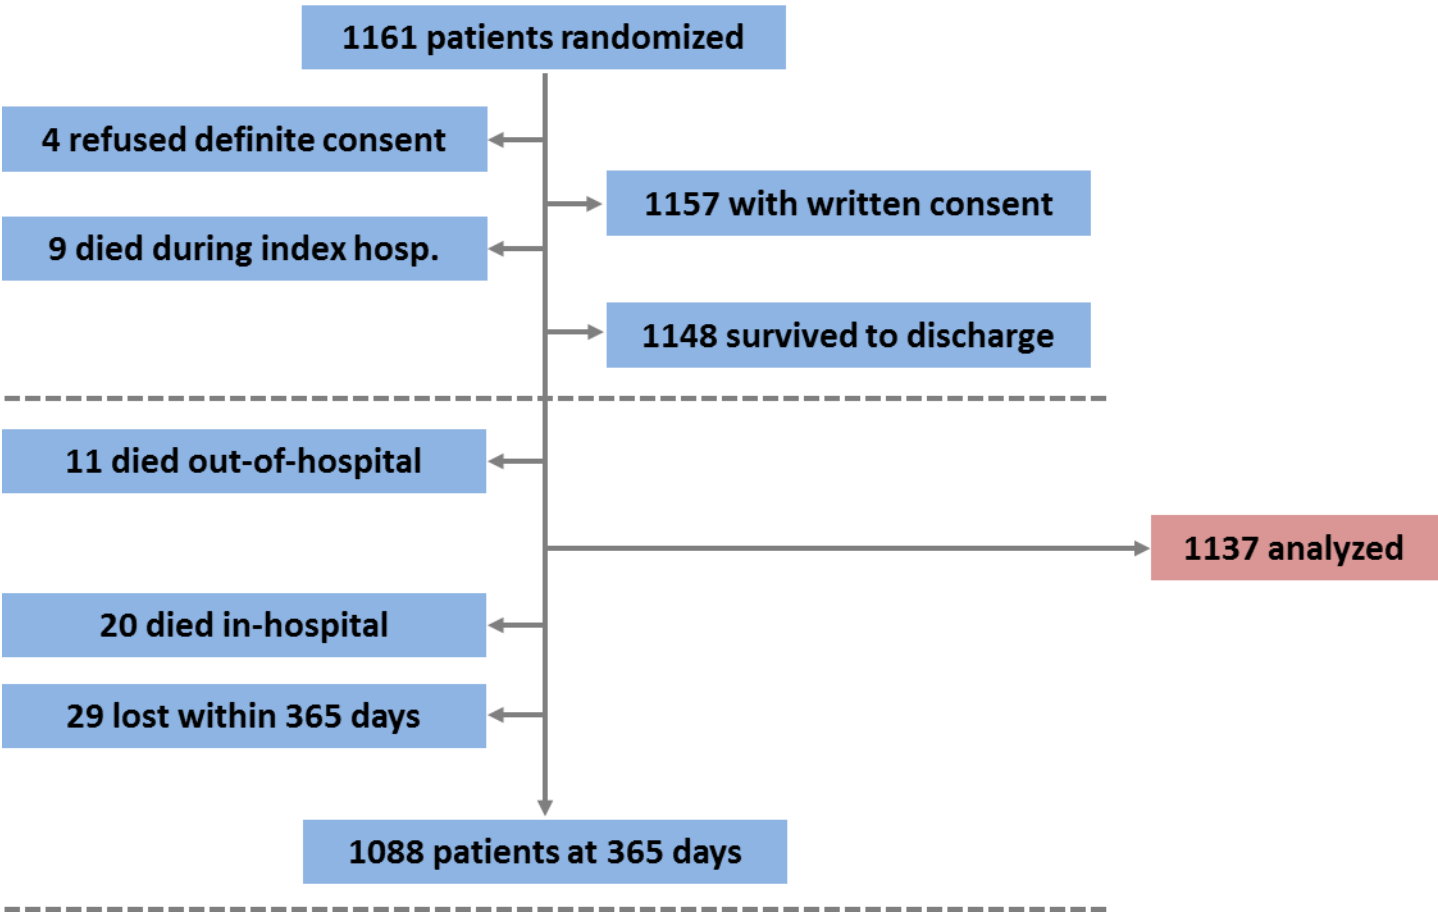 1161 patients randomized
4 refused definite consent
1157 with written consent
9 died during index hosp.
1148 survived to discharge
11 died out-of-hospital
1137 analyzed
20 died in-hospital
29 lost within 365 days
1088 patients at 365 days